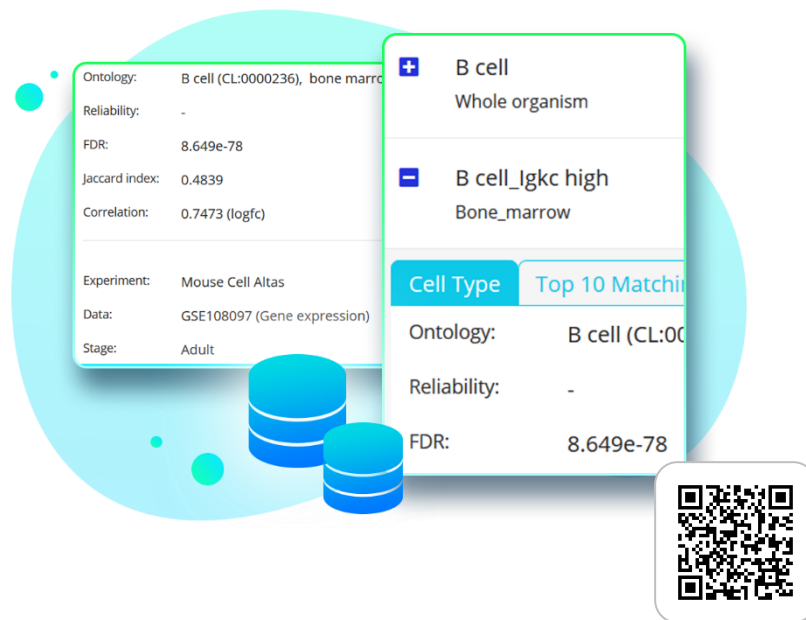 Ontology: B cell (CL:0000236), bone marro
Reliability: -
FDR: 8.649e-78
Jaccard index: 0.4839
Correlation: 0.7473 (logfc)
Experiment: Mouse Cell Altas
Data: GSE108097 (Gene expression)
Stage: Adult
B cell
Whole organism
B cell_Igkc high
Bone_marrow
Cell Type Top 10 Matchi
Ontology: B cell (CL:00
Reliability: -
FDR: 8.649e-78